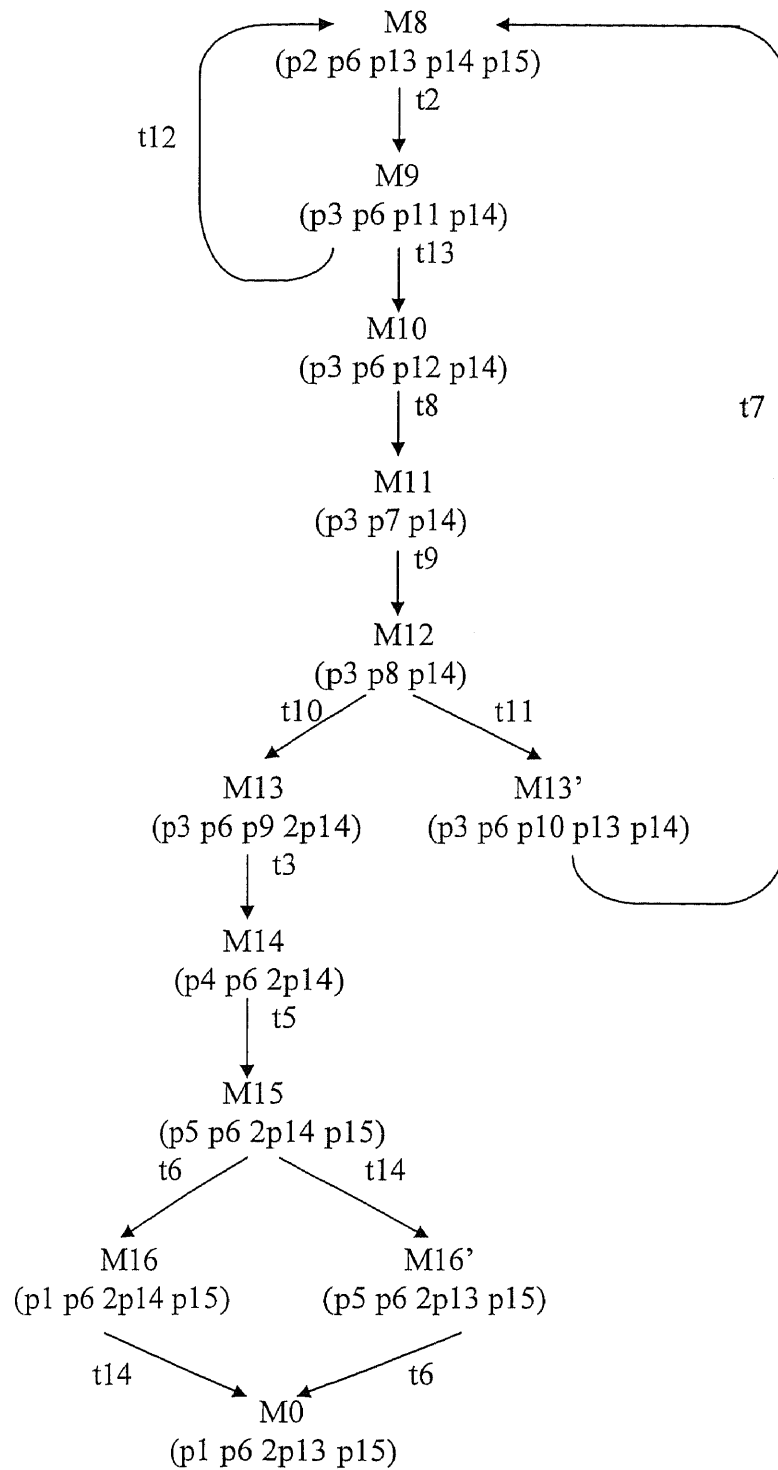 M8
(p2 p6 p13 p14 p15)
t2
t12
M9
(p3 p6 p11 p14)
t13
M10
(p3 p6 p12 p14)
t8
t7
M11
(p3 p7 p14)
t9
M12
(p3 p8 p14)
t10
t11
M13
M13’
(p3 p6 p9 2p14)
(p3 p6 p10 p13 p14)
t3
M14
(p4 p6 2p14)
t5
M15
(p5 p6 2p14 p15)
t6
t14
M16
M16’
(p1 p6 2p14 p15)
(p5 p6 2p13 p15)
t14
t6
M0
(p1 p6 2p13 p15)